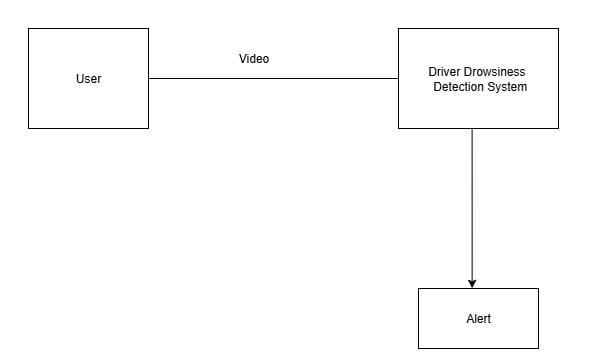 Video
User
Driver Drowsiness
Detection System
Alert